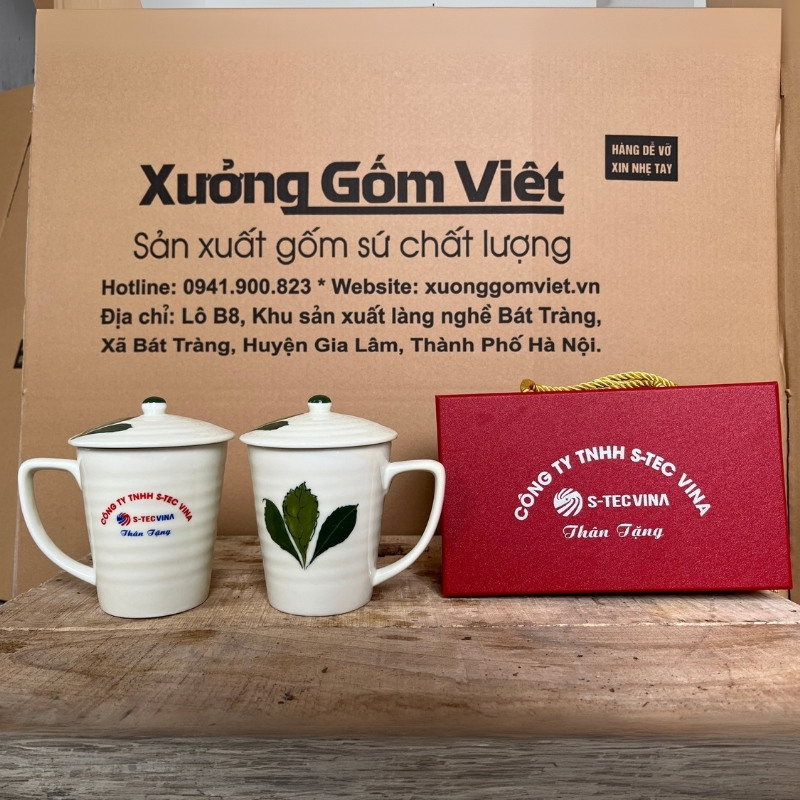 HÀNG DỄ VỠ
XIN NHẸ TAY
Xưởng Gốm Việt
Sản xuất gốm sứ chất lượng
Hotline: 0941.900.823 * Website: xuonggomviet.vn
Địa chỉ: Lô B8, Khu sản xuất làng nghề Bát Tràng,
Xã Bát Tràng, Huyện Gia Lâm, Thành Phố Hà Nội.
CÔNG TY TNHH S-TEC VINA
S-TECVINA
Thân Tặng
CÔNG TY TNHH S-TEC VINA
S-TECVINA
Thân Tặng